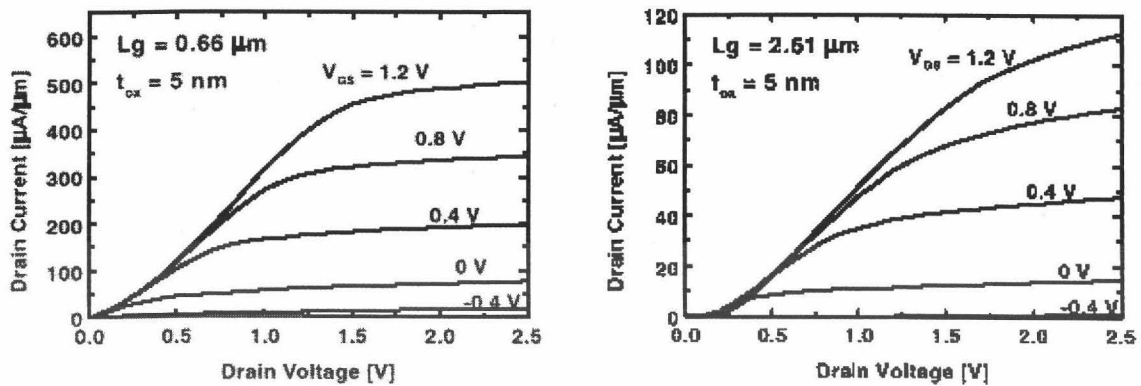 600
500
400
300
200
100
0
Drain Current [µA/µm]
Lg = 0.66 µm
t_ox = 5 nm
V_GS = 1.2 V
0.8 V
0.4 V
0 V
-0.4 V
0.0 0.5 1.0 1.5 2.0 2.5
Drain Voltage [V]
120
100
80
60
40
20
0
Drain Current [µA/µm]
Lg = 2.61 µm
t_ox = 5 nm
V_GS = 1.2 V
0.8 V
0.4 V
0 V
-0.4 V
0.0 0.5 1.0 1.5 2.0 2.5
Drain Voltage [V]